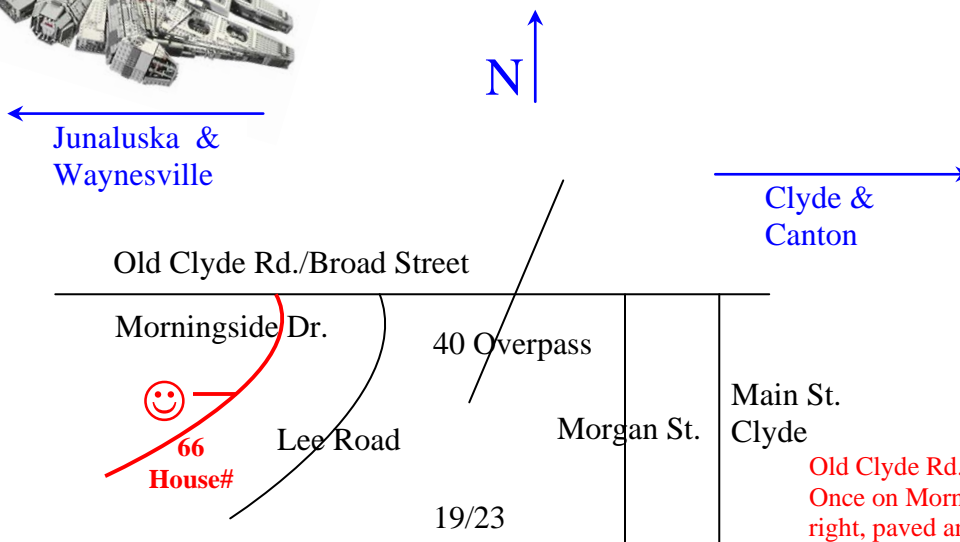 N
Junaluska &
Waynesville
Clyde &
Canton
Old Clyde Rd./Broad Street
Morningside Dr.
40 Overpass
Main St.
Clyde
Morgan St.
Lee Road
66
House#
Old Clyde Rd.
Once on Morn
right, paved an
19/23